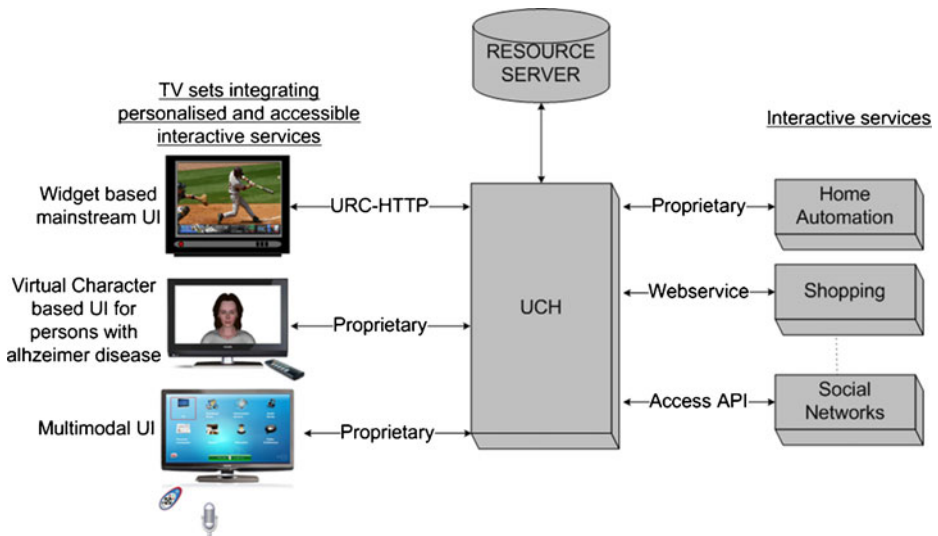 RESOURCE
SERVER
TV sets integrating
personalised and accessible
interactive services
Interactive services
Widget based
mainstream UI
URC-HTTP
Proprietary
Home
Automation
Virtual Character
based UI for
persons with
alhzeimer disease
Proprietary
UCH
Webservice
Shopping
Multimodal UI
Proprietary
Access API
Social
Networks